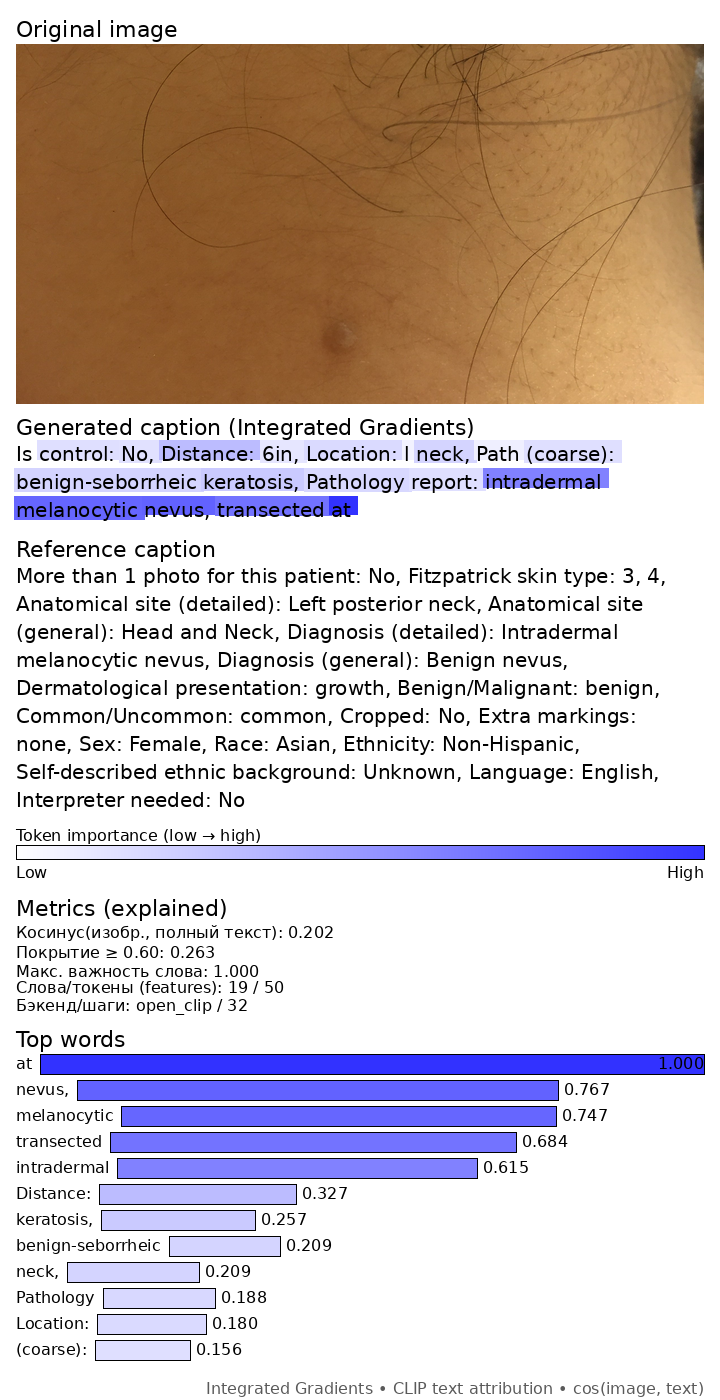 Original image
Generated caption (Integrated Gradients)
Is control: No, Distance: 6in, Location: l neck, Path (coarse):
benign-seborrheic keratosis, Pathology report: intradermal
melanocytic nevus, transected at
Reference caption
More than 1 photo for this patient: No, Fitzpatrick skin type: 3, 4,
Anatomical site (detailed): Left posterior neck, Anatomical site
(general): Head and Neck, Diagnosis (detailed): Intradermal
melanocytic nevus, Diagnosis (general): Benign nevus,
Dermatological presentation: growth, Benign/Malignant: benign,
Common/Uncommon: common, Cropped: No, Extra markings:
none, Sex: Female, Race: Asian, Ethnicity: Non-Hispanic,
Self-described ethnic background: Unknown, Language: English,
Interpreter needed: No
Token importance (low → high)
Low High
Metrics (explained)
Косинус(изобр., полный текст): 0.202
Покрытие ≥ 0.60: 0.263
Макс. важность слова: 1.000
Слова/токены (features): 19 / 50
Бэкенд/шаги: open_clip / 32
Top words
at 1.000
nevus, 0.767
melanocytic 0.747
transected 0.684
intradermal 0.615
Distance: 0.327
keratosis, 0.257
benign-seborrheic 0.209
neck, 0.209
Pathology 0.188
Location: 0.180
(coarse): 0.156
Integrated Gradients • CLIP text attribution • cos(image, text)